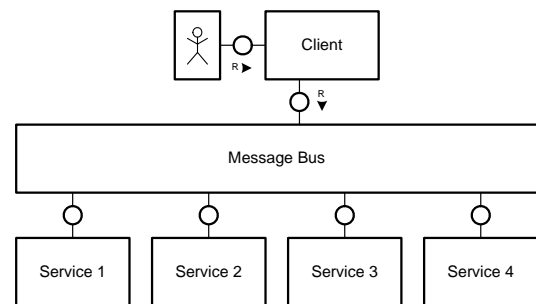 Client
R
R
Message Bus
Service 1
Service 2
Service 3
Service 4